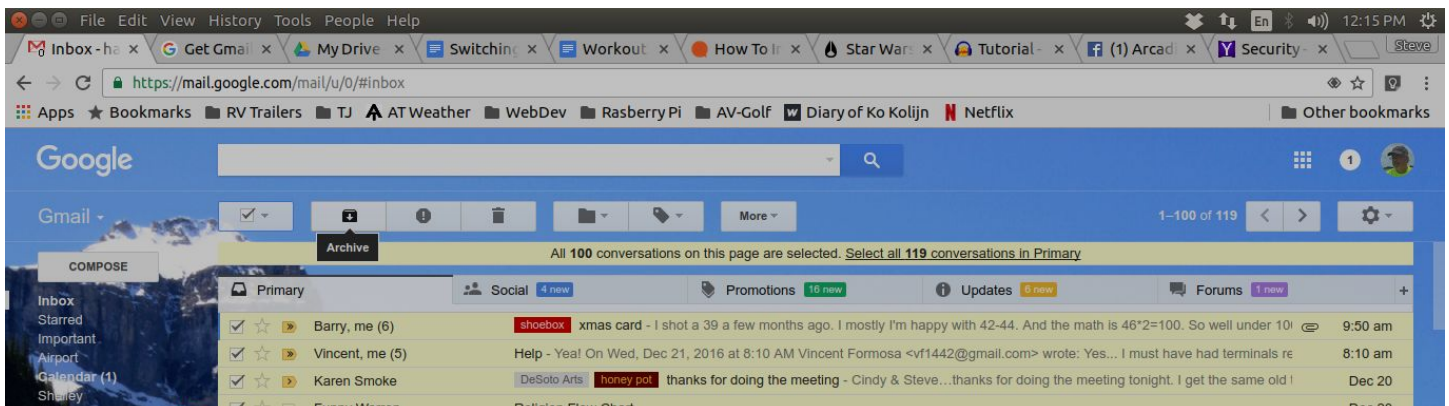 File Edit View History Tools People Help En 12:15 PM
Inbox - ha Get Gmai My Drive Switching Workout How To I Star War Tutorial - (1) Arcad Security - Steve
https://mail.google.com/mail/u/0/#inbox
Apps Bookmarks RV Trailers TJ AT Weather WebDev Rasberry Pi AV-Golf W Diary of Ko Kolijn N Netflix Other bookmarks
Google 1
Gmail More 1–100 of 119
Archive
All 100 conversations on this page are selected. Select all 119 conversations in Primary
COMPOSE
Primary Social 4 new Promotions 16 new Updates 6 new Forums 1 new +
Inbox
Starred
Important
Airport
Calendar (1)
Shelley
Barry, me (6) shoebox xmas card - I shot a 39 a few months ago. I mostly I'm happy with 42-44. And the math is 46*2=100. So well under 10 9:50 am
Vincent, me (5) Help - Yea! On Wed, Dec 21, 2016 at 8:10 AM Vincent Formosa <vf1442@gmail.com> wrote: Yes... I must have had terminals re 8:10 am
Karen Smoke DeSoto Arts honey pot thanks for doing the meeting - Cindy & Steve…thanks for doing the meeting tonight. I get the same old Dec 20